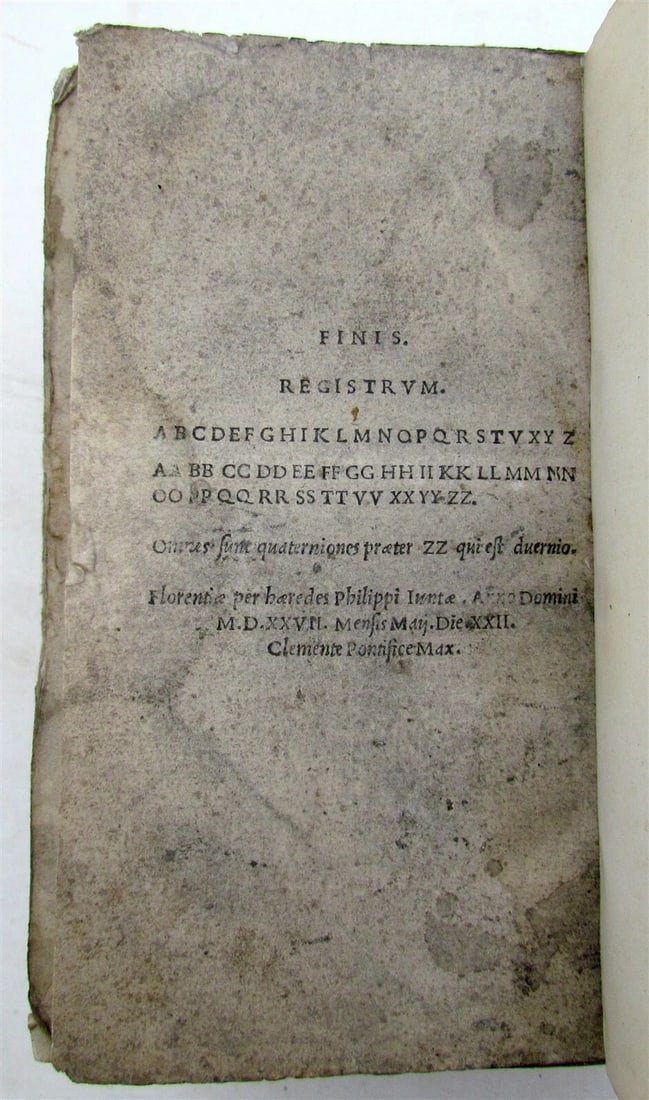 FINIS.
REGISTRVM.
A B C D E F G H I K L M N O P Q R S T V X Y Z
AA BB CC DD EE FF GG HH II KK LL MM NN
OO PP QQ RR SS TT VV XX YY ZZ.
Omnes sunt quaterniones præter ZZ qui est duernio.
Florentiæ per hæredes Philippi Iuntæ. Anno Domini
M.D.XXVII. Mensis Maij. Die XXII.
Clemente Pontifice Max.